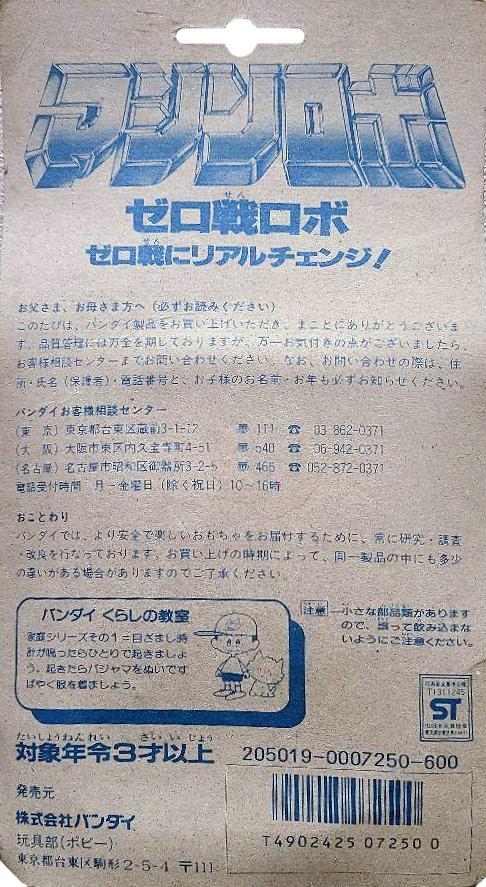 マシンロボ
せん
ゼロ戦ロボ
せん
ゼロ戦にリアルチェンジ!
お父さま、お母さま方へ (必ずお読みください)
このたびは、バンダイ製品をお買い上げいただき、まことにありがとうございま
す。品質管理には万全を期しておりますが、万一お気付きの点がございましたら、
お客様相談センターまでお問い合わせください。なお、お問い合わせの際は、住
所・氏名(保護者)・電話番号と、お子様のお名前・お年も必ずお知らせください。
バンダイお客様相談センター
(東 京) 東京都台東区蔵前3-1-12 〠 111 ☎ 03-862-0371
(大 阪) 大阪市東区内久宝寺町4-51 〠 540 ☎ 06-942-0371
(名古屋) 名古屋市昭和区御器所3-2-5 〠 465 ☎ 052-872-0371
電話受付時間 月~金曜日(除く祝日)10~16時
おことわり
バンダイでは、より安全で楽しいおもちゃをお届けするために、常に研究・調査
・改良を行なっております。お買い上げの時期によって、同一製品の中にも多少
の違いがある場合がありますのでご了承ください。
バンダイ くらしの教室
家庭シリーズその1=目ざまし時
計が鳴ったらひとりで起きましょ
う。起きたらパジャマをぬいです
ばやく服を着ましょう。
注意―小さな部品類があります
ので、誤って飲み込まな
いようにご注意ください。
T1311245
ST
たいしょうねんれい さい いじょう
対象年令3才以上
205019-0007250-600
発売元
株式会社バンダイ
玩具部(ポピー)
東京都台東区駒形2-5-4 〒111
T4902425 07250 0